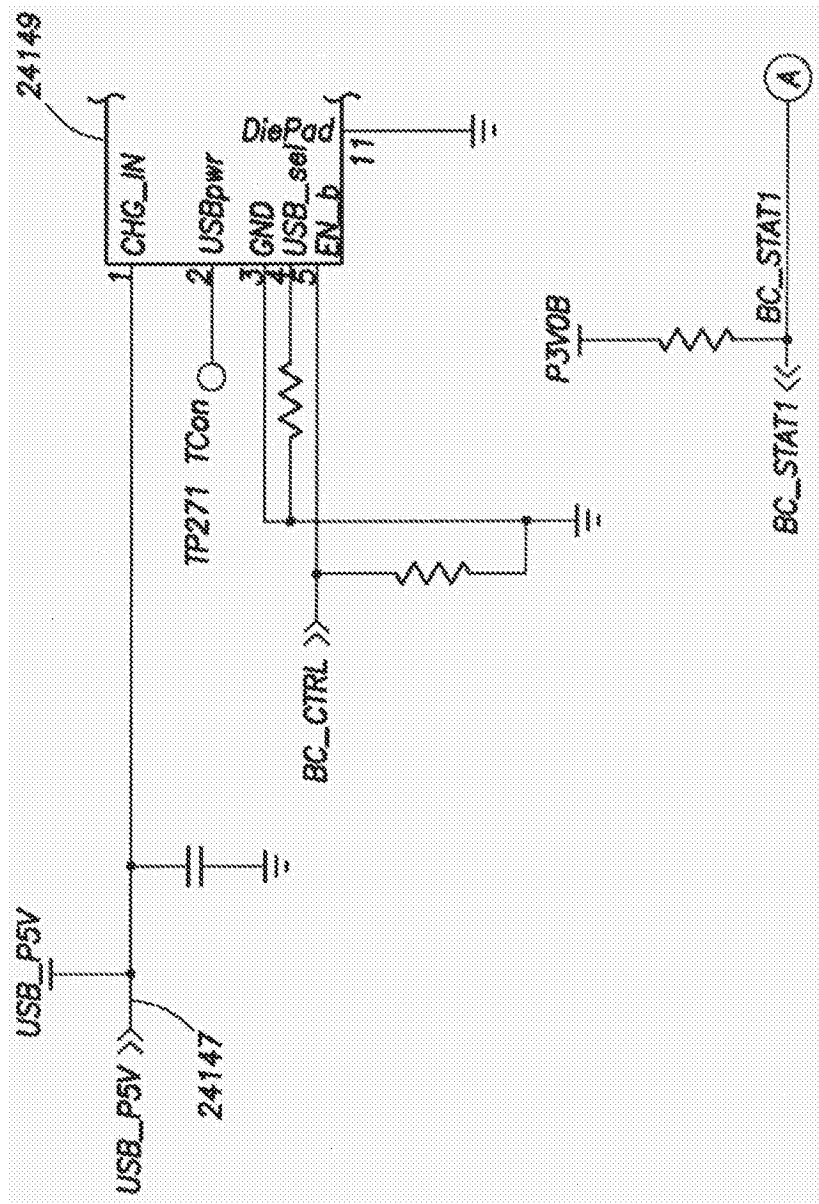 24149
USB_P5V
USB_P5V
24147
1
CHG_IN
2
USBpwr
TP271 TCon
3
GND
4
USB_sel
5
EN_b
DiePad
11
BC_CTRL
P3V0B
BC_STAT1
BC_STAT1
A